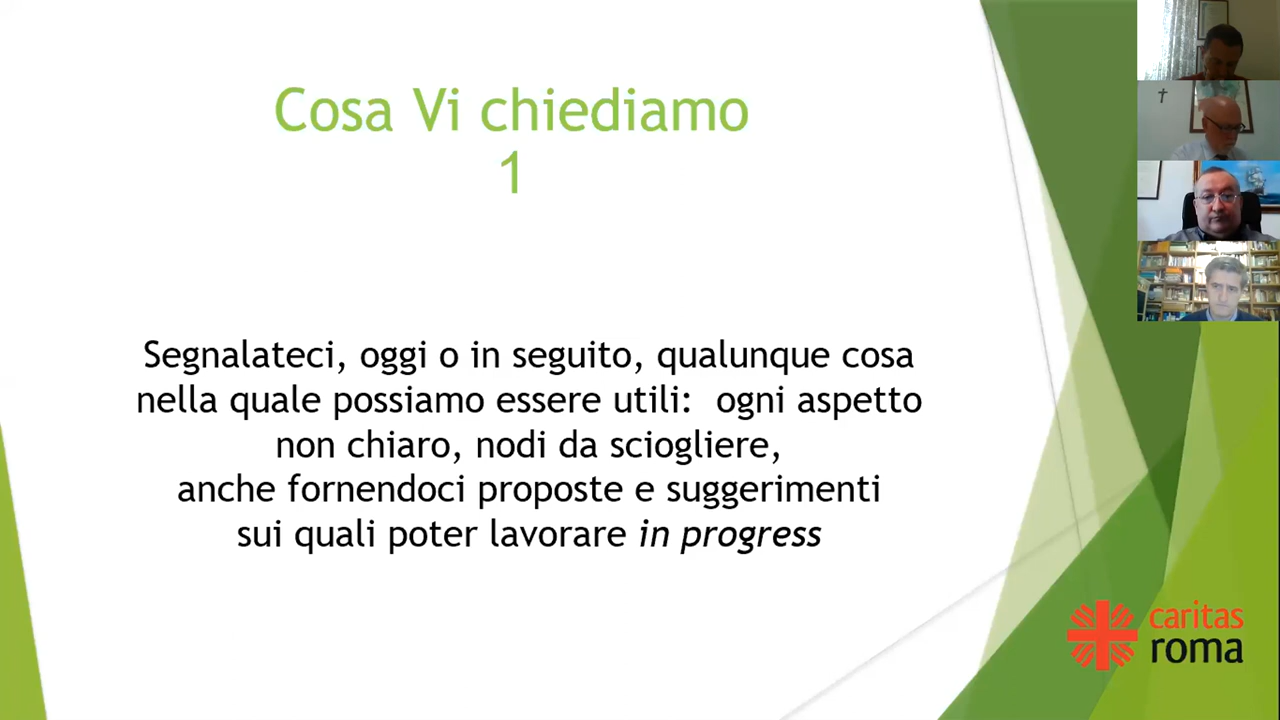 Cosa Vi chiediamo
1
Segnalateci, oggi o in seguito, qualunque cosa
nella quale possiamo essere utili:  ogni aspetto
non chiaro, nodi da sciogliere,
anche fornendoci proposte e suggerimenti
sui quali poter lavorare in progress
caritas
roma